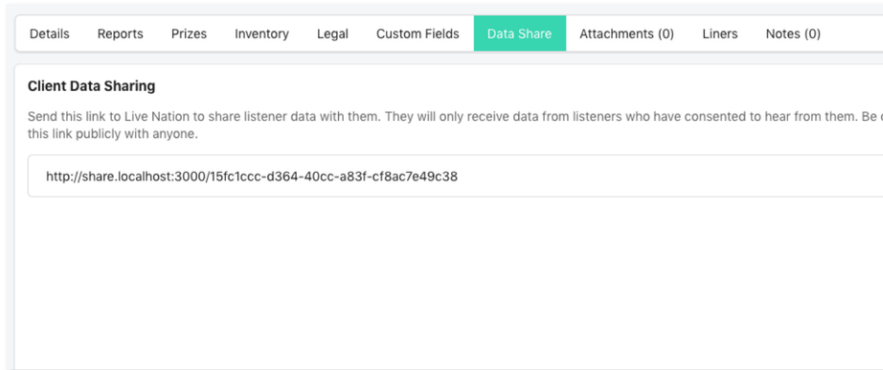 Details Reports Prizes Inventory Legal Custom Fields Data Share Attachments (0) Liners Notes (0)
Client Data Sharing
Send this link to Live Nation to share listener data with them. They will only receive data from listeners who have consented to hear from them. Be
this link publicly with anyone.
http://share.localhost:3000/15fc1ccc-d364-40cc-a83f-cf8ac7e49c38